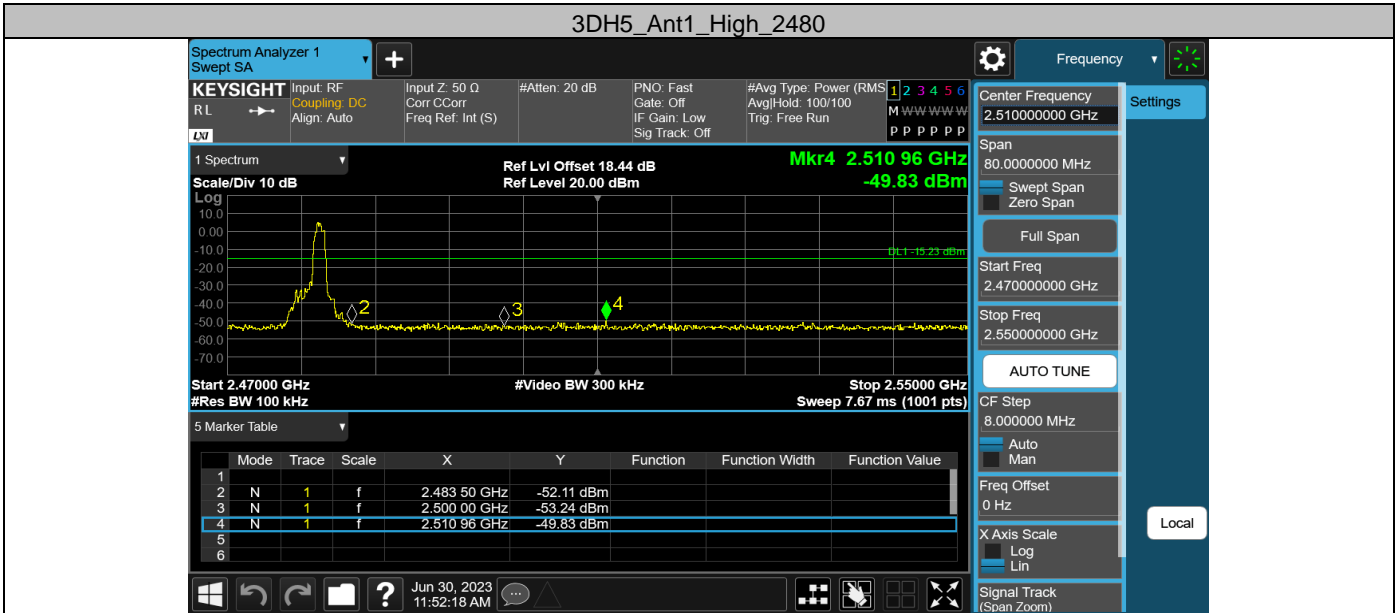 3DH5_Ant1_High_2480
Spectrum Analyzer 1
Swept SA
Frequency
KEYSIGHT
RL
LXI
Input: RF
Coupling: DC
Align: Auto
Input Z: 50 Ω
Corr CCorr
Freq Ref: Int (S)
#Atten: 20 dB
PNO: Fast
Gate: Off
IF Gain: Low
Sig Track: Off
#Avg Type: Power (RMS
Avg|Hold: 100/100
Trig: Free Run
1 2 3 4 5 6
M W W W W W
P P P P P P
1 Spectrum
Scale/Div 10 dB
Ref Lvl Offset 18.44 dB
Ref Level 20.00 dBm
Mkr4 2.510 96 GHz
-49.83 dBm
Log
10.0
0.00
-10.0
-20.0
-30.0
-40.0
-50.0
-60.0
-70.0
DL1 -15.23 dBm
2
3
4
Start 2.47000 GHz
#Video BW 300 kHz
Stop 2.55000 GHz
#Res BW 100 kHz
Sweep 7.67 ms (1001 pts)
5 Marker Table
Mode Trace Scale X Y Function Function Width Function Value
1
2 N 1 f 2.483 50 GHz -52.11 dBm
3 N 1 f 2.500 00 GHz -53.24 dBm
4 N 1 f 2.510 96 GHz -49.83 dBm
5
6
Jun 30, 2023
11:52:18 AM
Center Frequency
2.510000000 GHz
Settings
Span
80.0000000 MHz
Swept Span
Zero Span
Full Span
Start Freq
2.470000000 GHz
Stop Freq
2.550000000 GHz
AUTO TUNE
CF Step
8.000000 MHz
Auto
Man
Freq Offset
0 Hz
Local
X Axis Scale
Log
Lin
Signal Track
(Span Zoom)